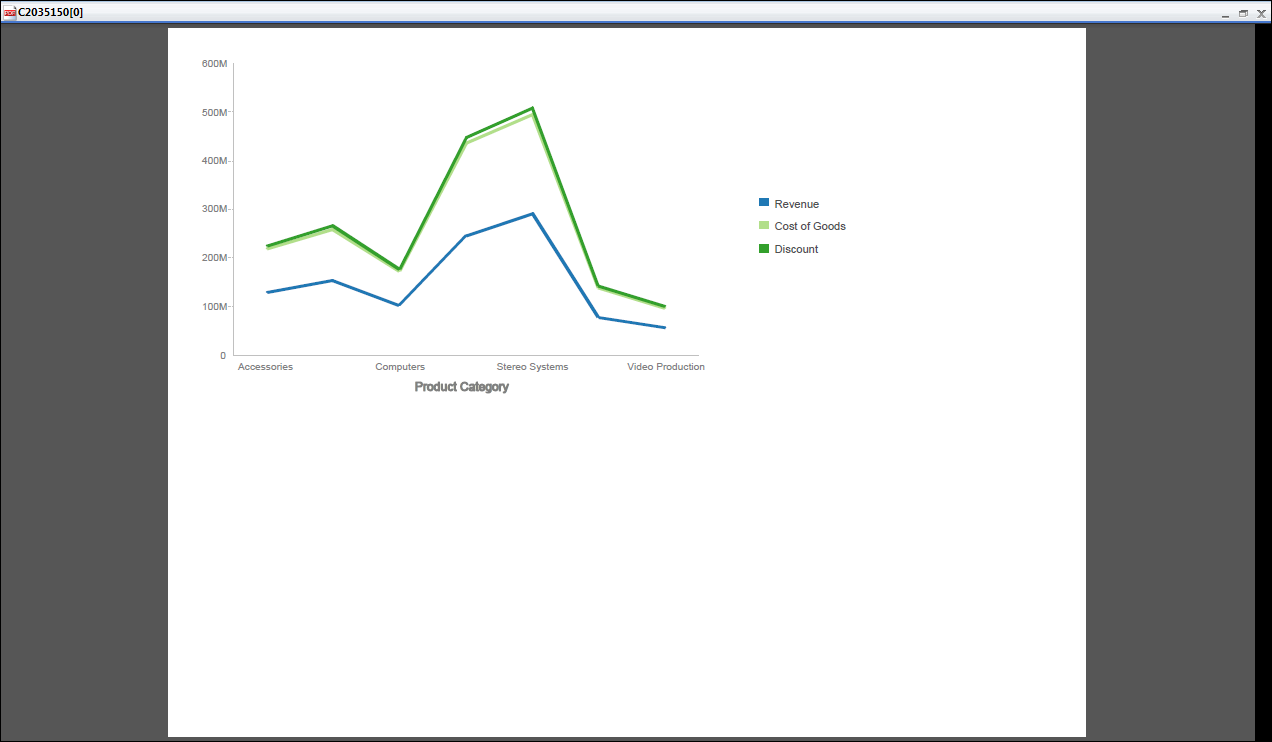 C2035150[0]
600M
500M
400M
300M
200M
100M
0
Accessories Computers Stereo Systems Video Production
Product Category
Revenue
Cost of Goods
Discount